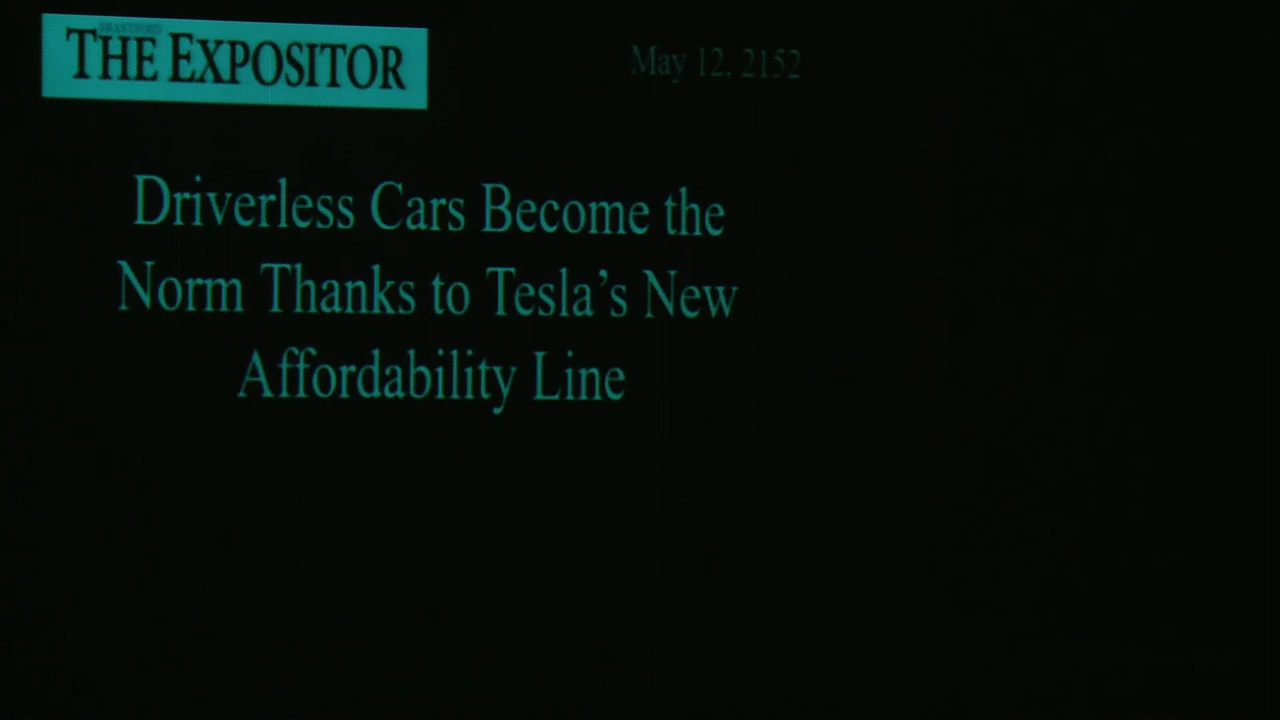 THE EXPOSITOR
May 12, 2152
Driverless Cars Become the
Norm Thanks to Tesla's New
Affordability Line